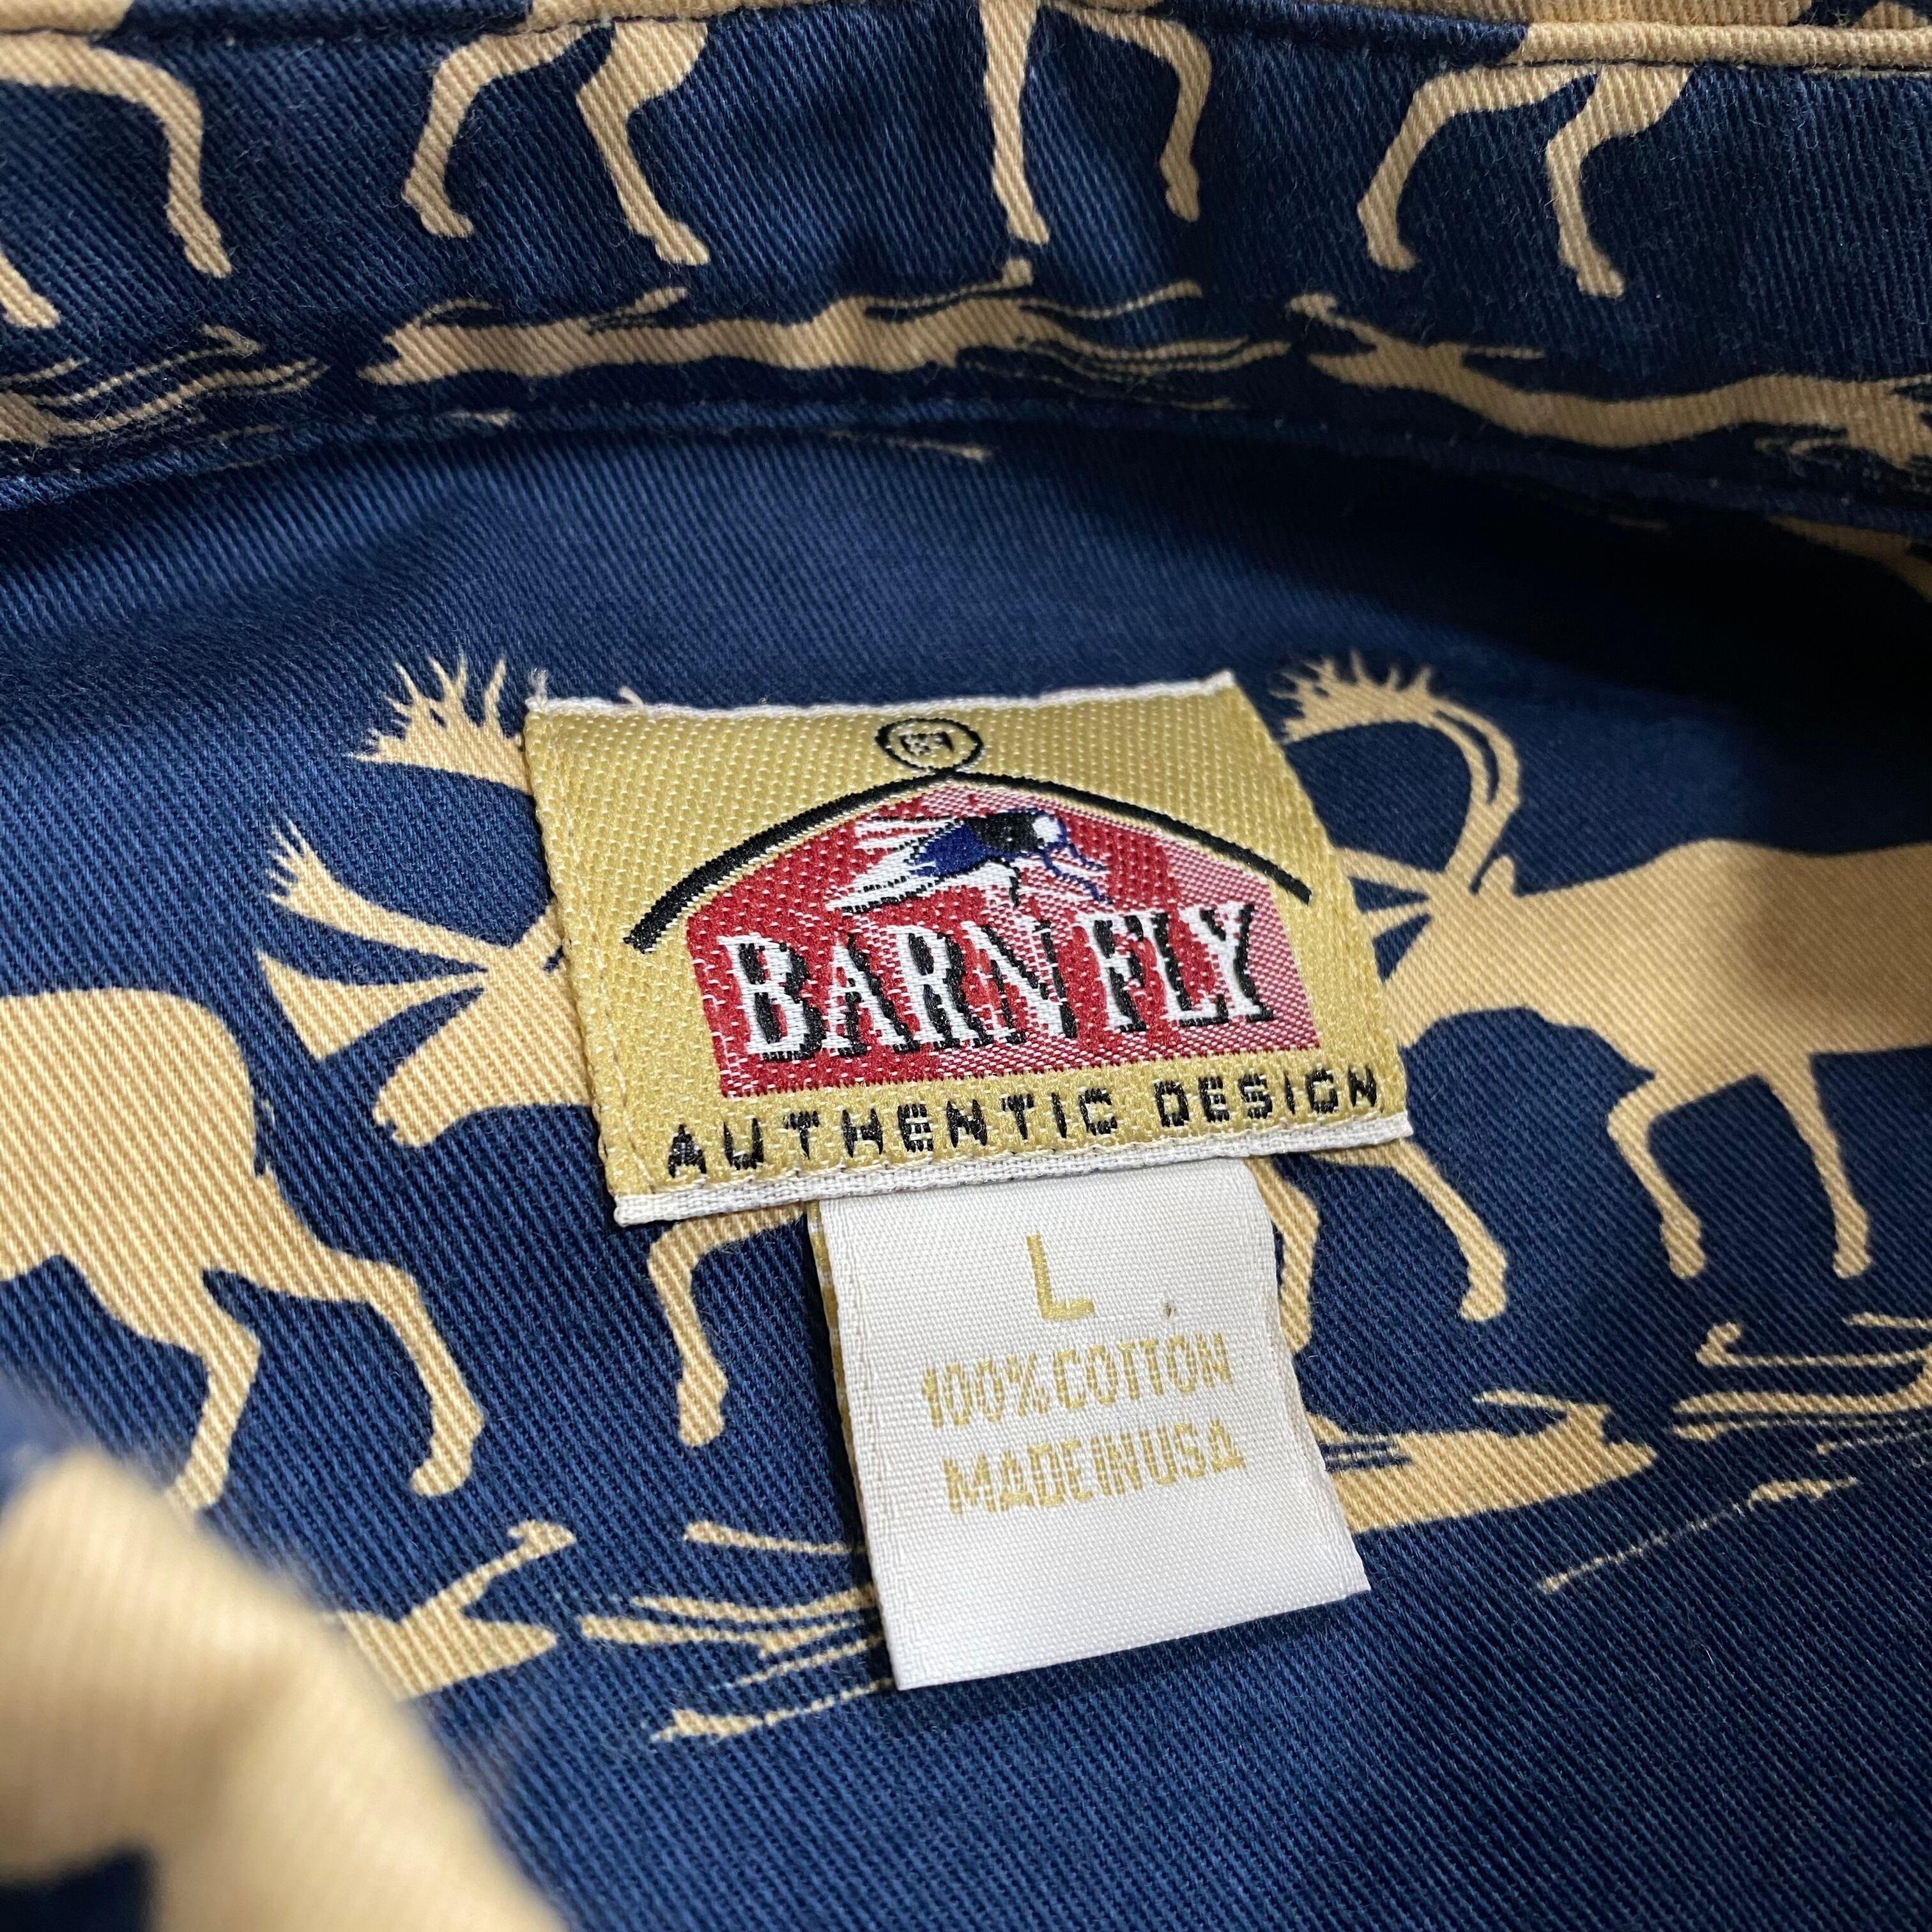 BARN FLY
AUTHENTIC DESIGN
L
100% COTTON
MADE IN USA